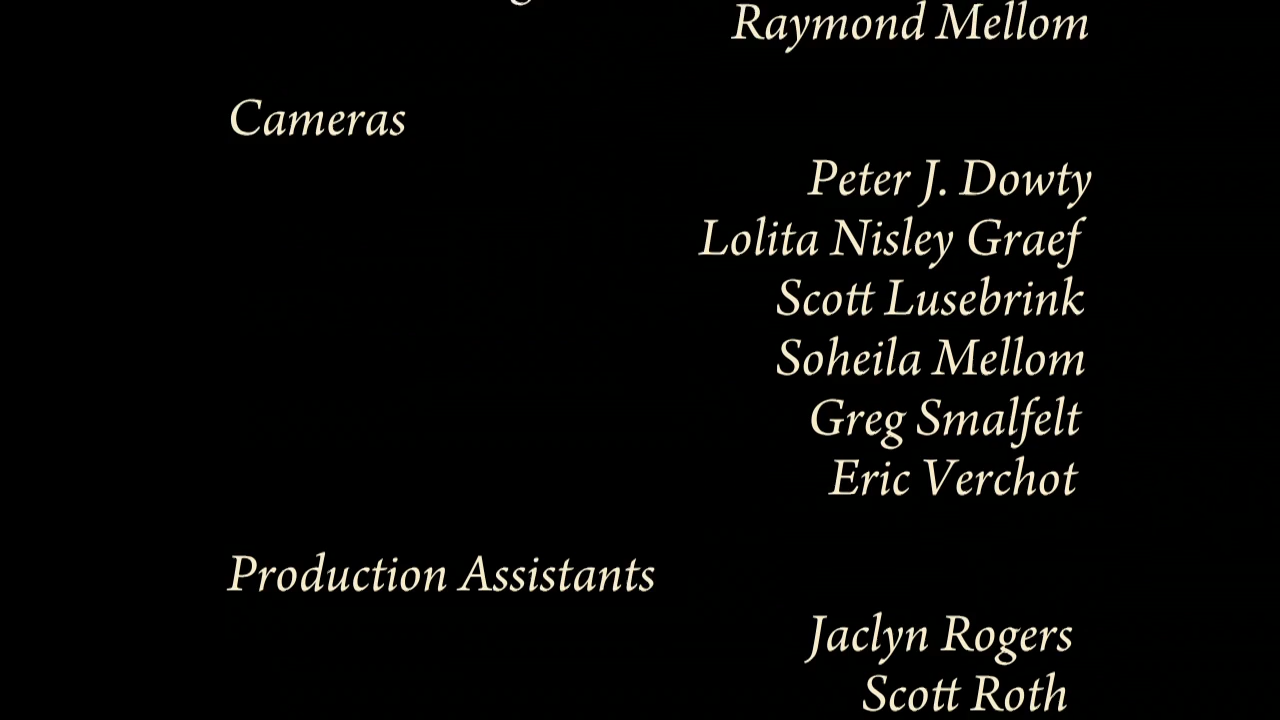 Raymond Mellom
Cameras
Peter J. Dowty
Lolita Nisley Graef
Scott Lusebrink
Soheila Mellom
Greg Smalfelt
Eric Verchot
Production Assistants
Jaclyn Rogers
Scott Roth